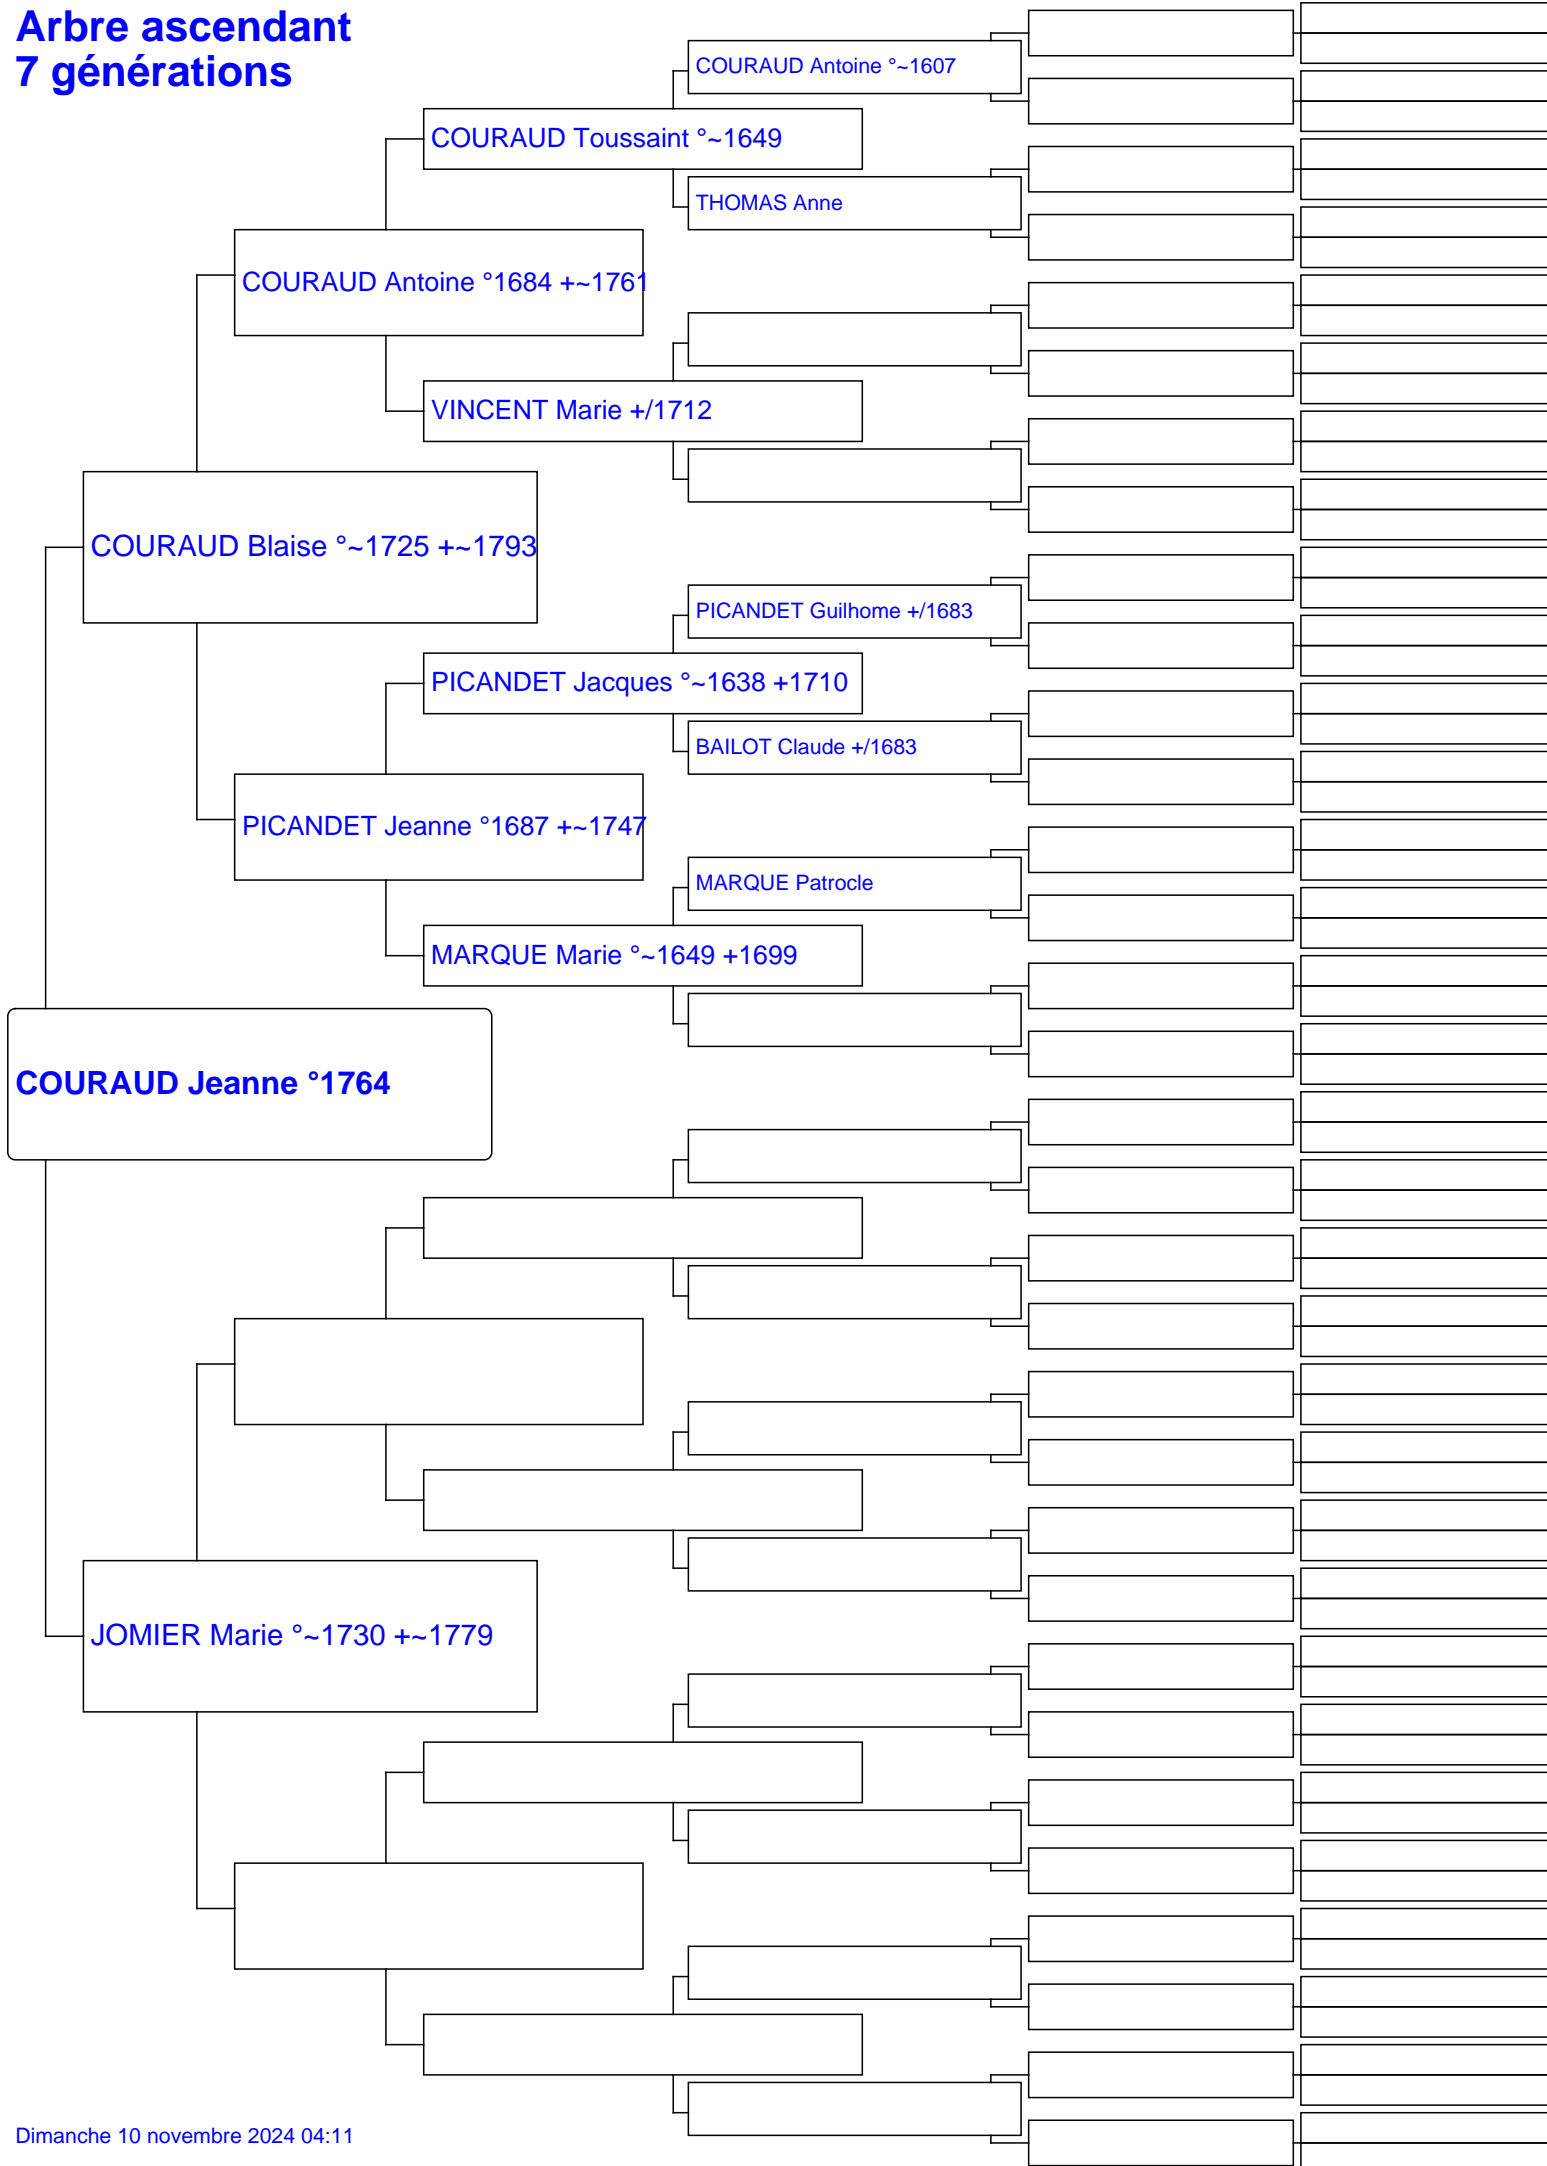 Arbre ascendant
7 générations
COURAUD Antoine °~1607
COURAUD Toussaint °~1649
THOMAS Anne
COURAUD Antoine °1684 +~1761
VINCENT Marie +/1712
COURAUD Blaise °~1725 +~1793
PICANDET Guilhome +/1683
PICANDET Jacques °~1638 +1710
BAILOT Claude +/1683
PICANDET Jeanne °1687 +~1747
MARQUE Patrocle
MARQUE Marie °~1649 +1699
COURAUD Jeanne °1764
JOMIER Marie °~1730 +~1779
Dimanche 10 novembre 2024 04:11